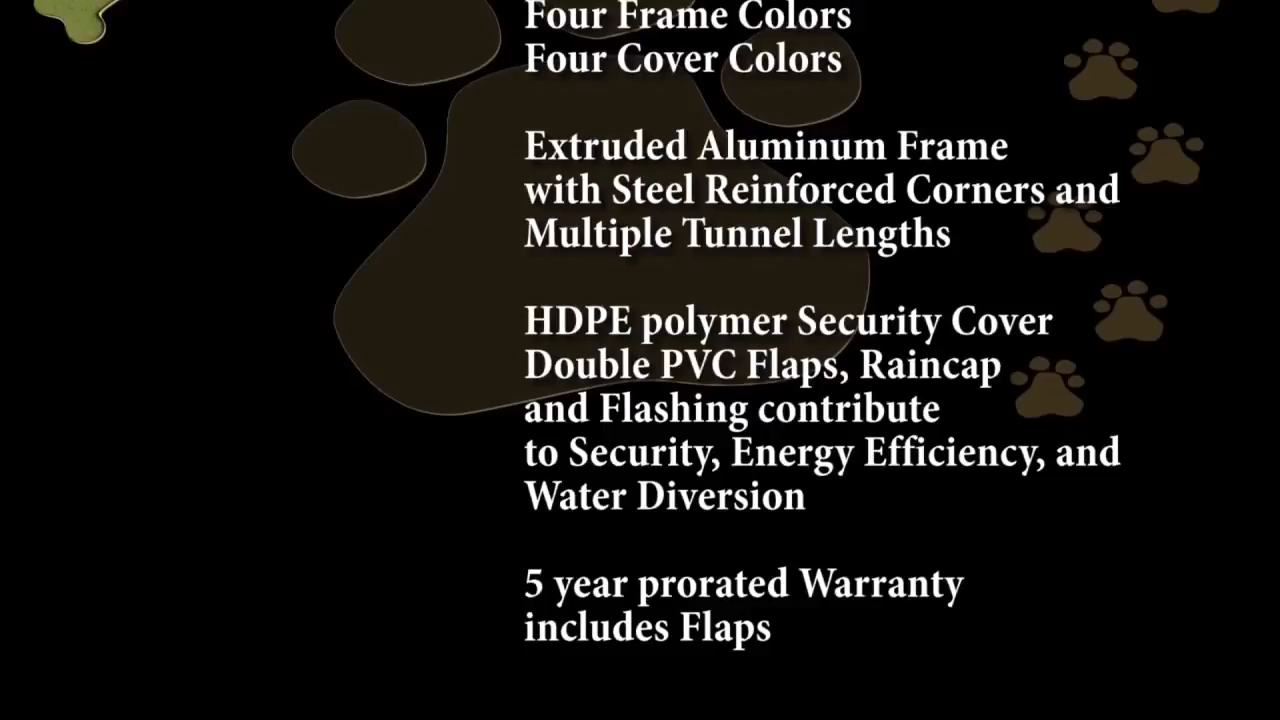 Four Frame Colors
Four Cover Colors
Extruded Aluminum Frame
with Steel Reinforced Corners and
Multiple Tunnel Lengths
HDPE polymer Security Cover
Double PVC Flaps, Raincap
and Flashing contribute
to Security, Energy Efficiency, and
Water Diversion
5 year prorated Warranty
includes Flaps